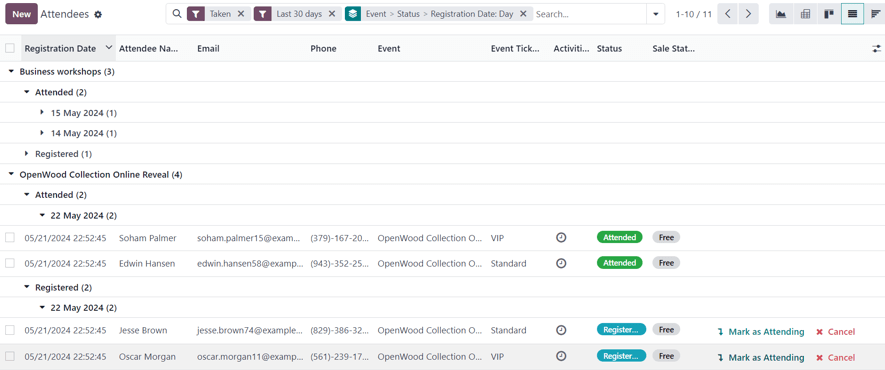 New Attendees Taken Last 30 days Event > Status > Registration Date: Day Search... 1-10 / 11
Registration Date Attendee Na... Email Phone Event Event Tick... Activiti... Status Sale Stat...
Business workshops (3)
Attended (2)
15 May 2024 (1)
14 May 2024 (1)
Registered (1)
OpenWood Collection Online Reveal (4)
Attended (2)
22 May 2024 (2)
05/21/2024 22:52:45 Soham Palmer soham.palmer15@exam... (379)-167-20... OpenWood Collection O... VIP Attended Free
05/21/2024 22:52:45 Edwin Hansen edwin.hansen58@examp... (943)-352-25... OpenWood Collection O... Standard Attended Free
Registered (2)
22 May 2024 (2)
05/21/2024 22:52:45 Jesse Brown jesse.brown74@example... (829)-386-32... OpenWood Collection O... Standard Register... Free Mark as Attending Cancel
05/21/2024 22:52:45 Oscar Morgan oscar.morgan11@examp... (561)-239-17... OpenWood Collection O... VIP Register... Free Mark as Attending Cancel